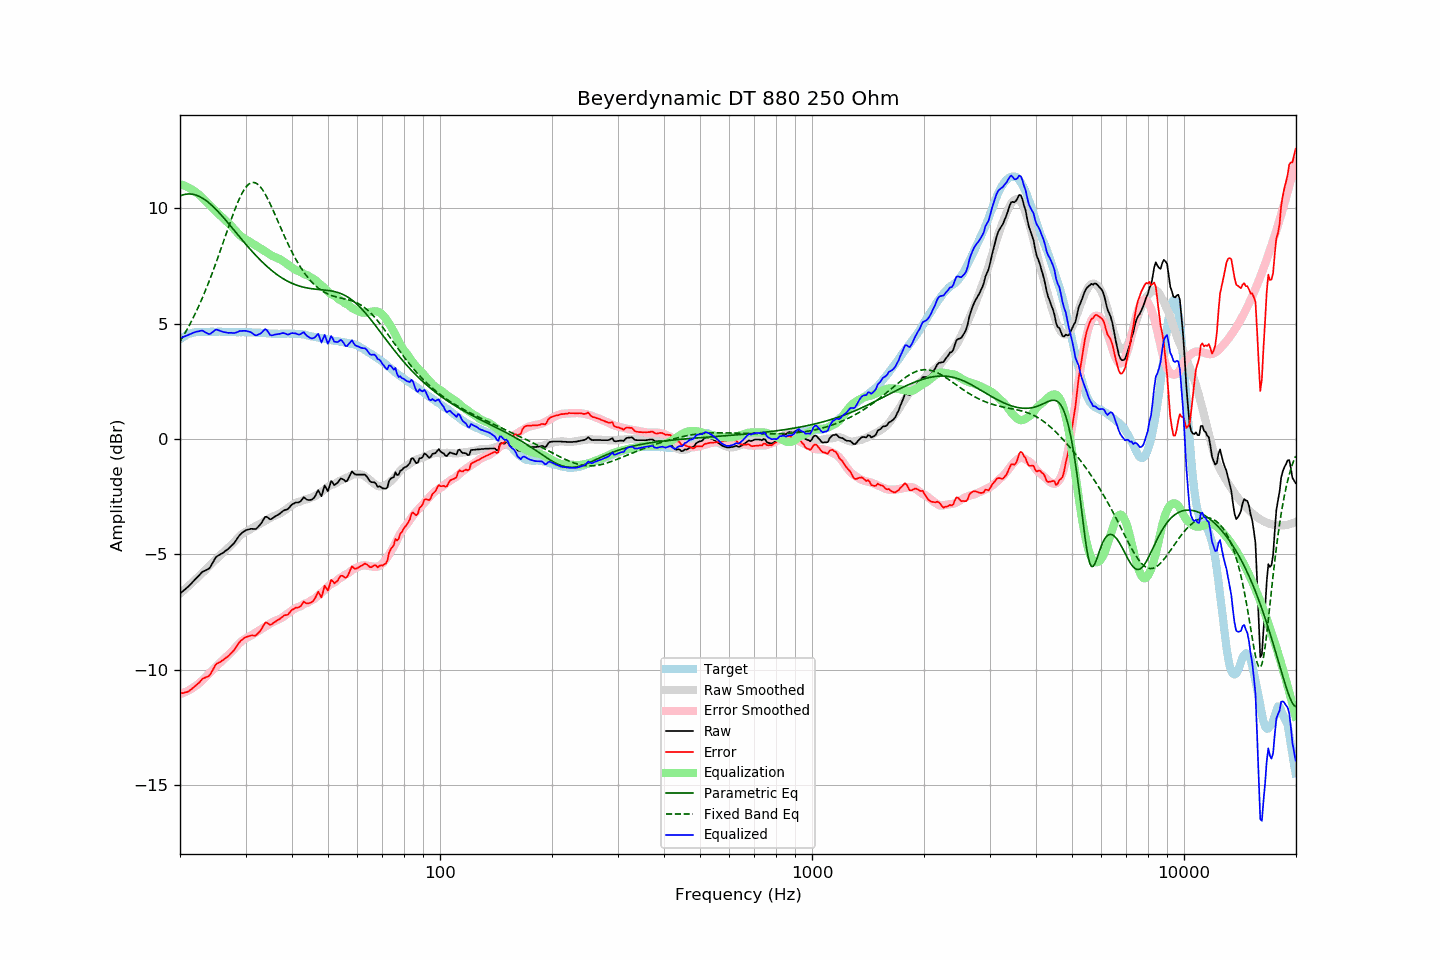 Beyerdynamic DT 880 250 Ohm
10
5
0
−5
−10
−15
Amplitude (dBr)
Target
Raw Smoothed
Error Smoothed
Raw
Error
Equalization
Parametric Eq
Fixed Band Eq
Equalized
100
1000
10000
Frequency (Hz)